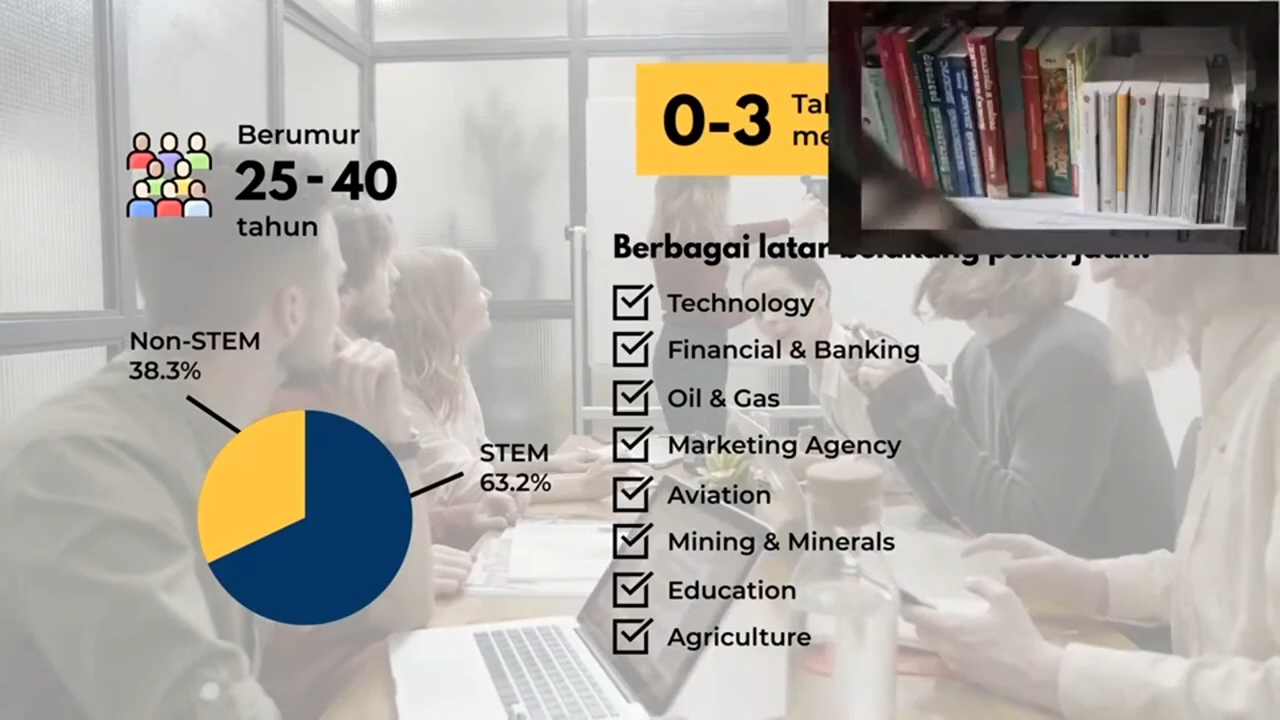 Berumur
25-40
tahun
Non-STEM
38.3%
STEM
63.2%
0-3
Berbagai latar
Technology
Financial & Banking
Oil & Gas
Marketing Agency
Aviation
Mining & Minerals
Education
Agriculture